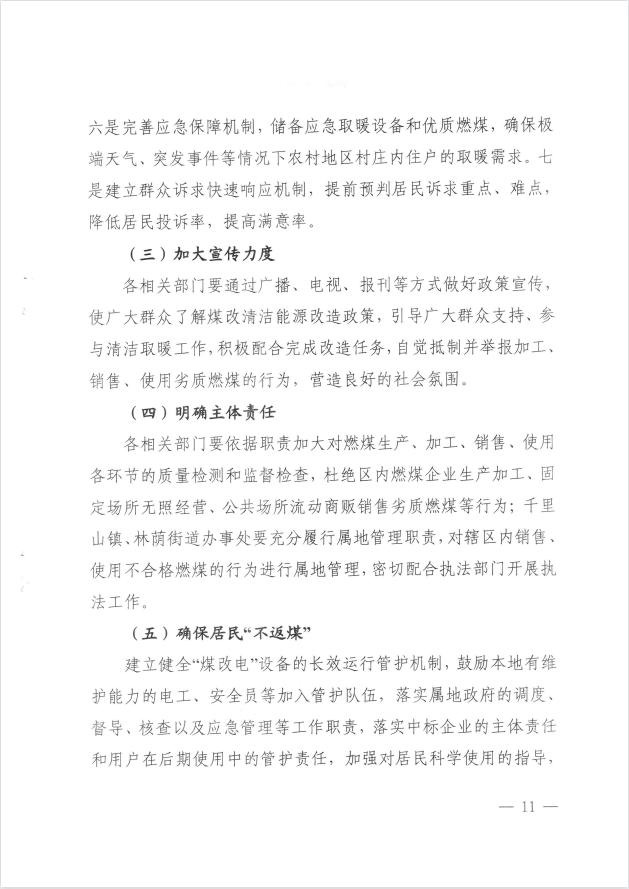 六是完善应急保障机制，储备应急取暖设备和优质燃煤，确保极
端天气、突发事件等情况下农村地区村庄内住户的取暖需求。七
是建立群众诉求快速响应机制，提前预判居民诉求重点、难点，
降低居民投诉率，提高满意率。
（三）加大宣传力度
各相关部门要通过广播、电视、报刊等方式做好政策宣传，
使广大群众了解煤改清洁能源改造政策，引导广大群众支持、参
与清洁取暖工作，积极配合完成改造任务，自觉抵制并举报加工、
销售、使用劣质燃煤的行为，营造良好的社会氛围。
（四）明确主体责任
各相关部门要依据职责加大对燃煤生产、加工、销售、使用
各环节的质量检测和监督检查，杜绝区内燃煤企业生产加工、固
定场所无照经营、公共场所流动商贩销售劣质燃煤等行为；千里
山镇、林荫街道办事处要充分履行属地管理职责，对辖区内销售、
使用不合格燃煤的行为进行属地管理，密切配合执法部门开展执
法工作。
（五）确保居民“不返煤”
建立健全“煤改电”设备的长效运行管护机制，鼓励本地有维
护能力的电工、安全员等加入管护队伍，落实属地政府的调度、
督导、核查以及应急管理等工作职责，落实中标企业的主体责任
和用户在后期使用中的管护责任，加强对居民科学使用的指导，
— 11 —